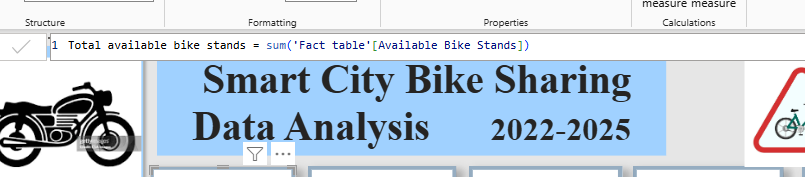 measure measure
Structure
Formatting
Properties
Calculations
1 Total available bike stands = sum('Fact table'[Available Bike Stands])
Smart City Bike Sharing
Data Analysis 2022-2025